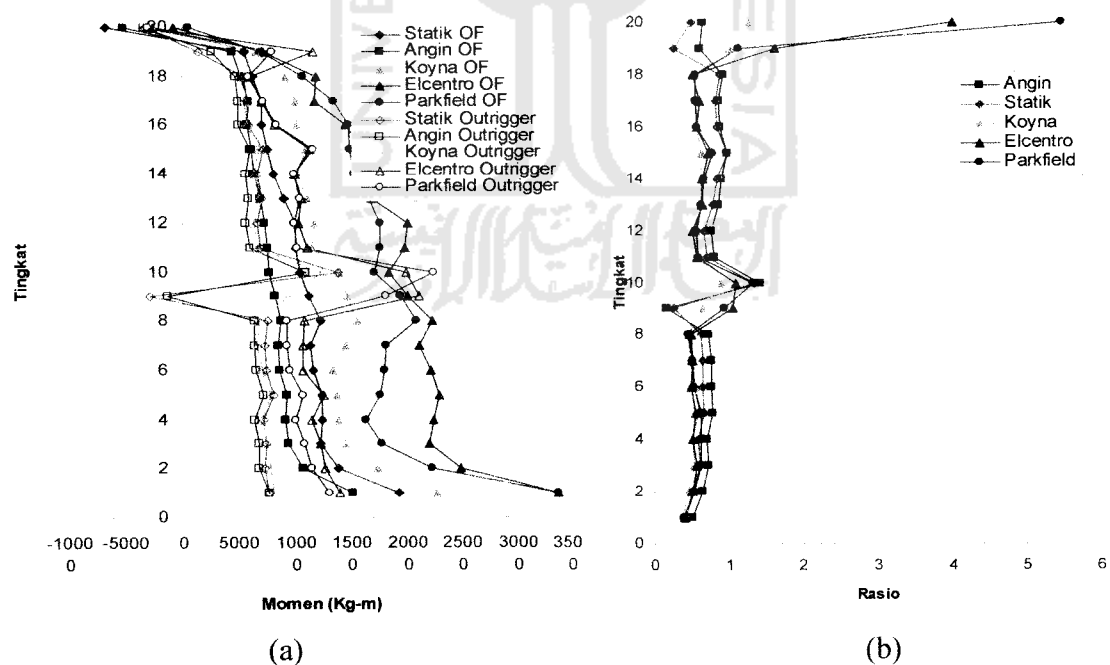 20
18
16
14
12
10
8
6
4
2
0
Tingkat
-1000
0
-5000
0
5000
1000
0
1500
0
2000
0
2500
0
3000
0
350
0
Momen (Kg-m)
Statik OF
Angin OF
Koyna OF
Elcentro OF
Parkfield OF
Statik Outrigger
Angin Outrigger
Koyna Outrigger
Elcentro Outrigger
Parkfield Outrigger
(a)
20
18
16
14
12
10
8
6
4
2
0
Tingkat
0
1
2
3
4
5
6
Rasio
Angin
Statik
Koyna
Elcentro
Parkfield
(b)
ESIA